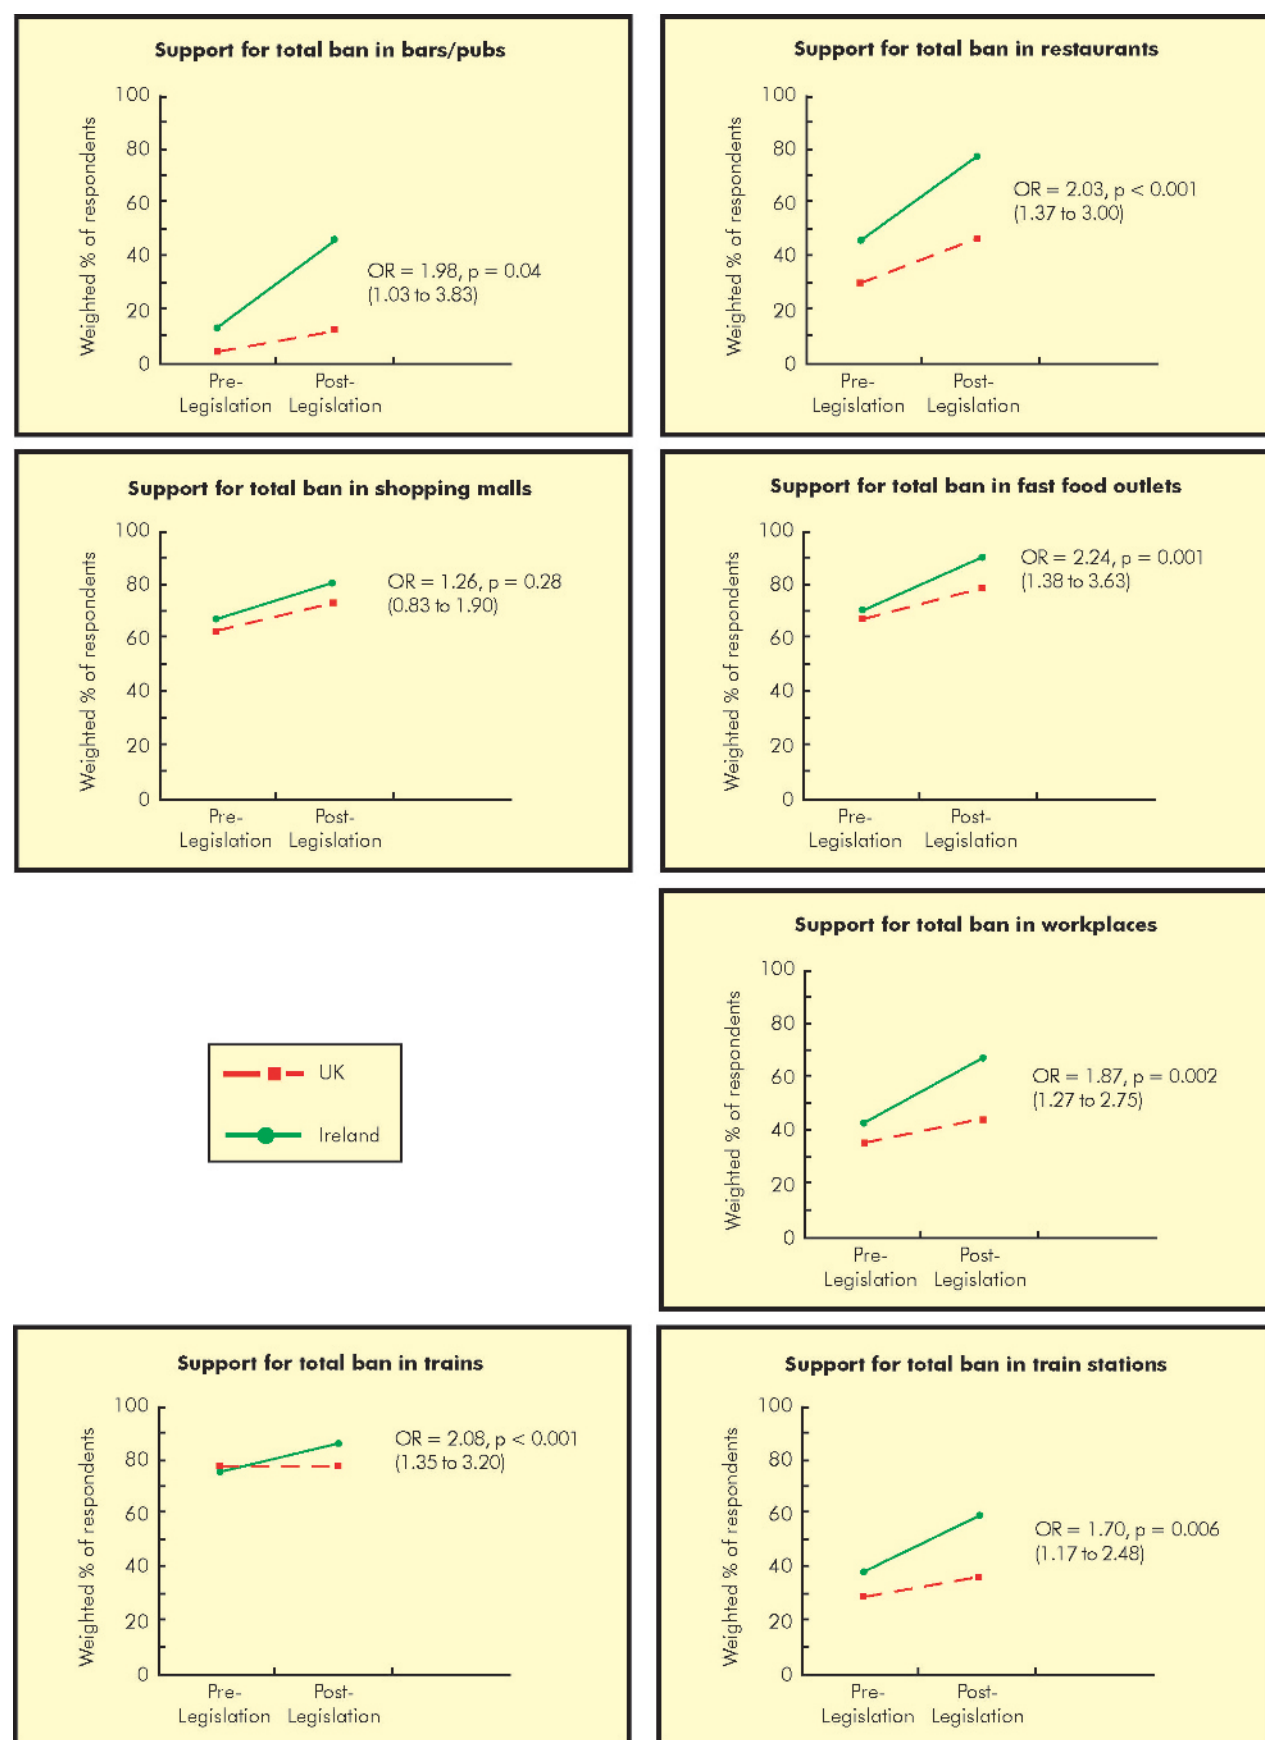 Support for total ban in bars/pubs
Weighted % of respondents
100
80
60
40
20
0
OR = 1.98, p = 0.04
(1.03 to 3.83)
Pre-
Legislation
Post-
Legislation
Support for total ban in restaurants
Weighted % of respondents
100
80
60
40
20
0
OR = 2.03, p < 0.001
(1.37 to 3.00)
Pre-
Legislation
Post-
Legislation
Support for total ban in shopping malls
Weighted % of respondents
100
80
60
40
20
0
OR = 1.26, p = 0.28
(0.83 to 1.90)
Pre-
Legislation
Post-
Legislation
Support for total ban in fast food outlets
Weighted % of respondents
100
80
60
40
20
0
OR = 2.24, p = 0.001
(1.38 to 3.63)
Pre-
Legislation
Post-
Legislation
UK
Ireland
Support for total ban in workplaces
Weighted % of respondents
100
80
60
40
20
0
OR = 1.87, p = 0.002
(1.27 to 2.75)
Pre-
Legislation
Post-
Legislation
Support for total ban in trains
Weighted % of respondents
100
80
60
40
20
0
OR = 2.08, p < 0.001
(1.35 to 3.20)
Pre-
Legislation
Post-
Legislation
Support for total ban in train stations
Weighted % of respondents
100
80
60
40
20
0
OR = 1.70, p = 0.006
(1.17 to 2.48)
Pre-
Legislation
Post-
Legislation